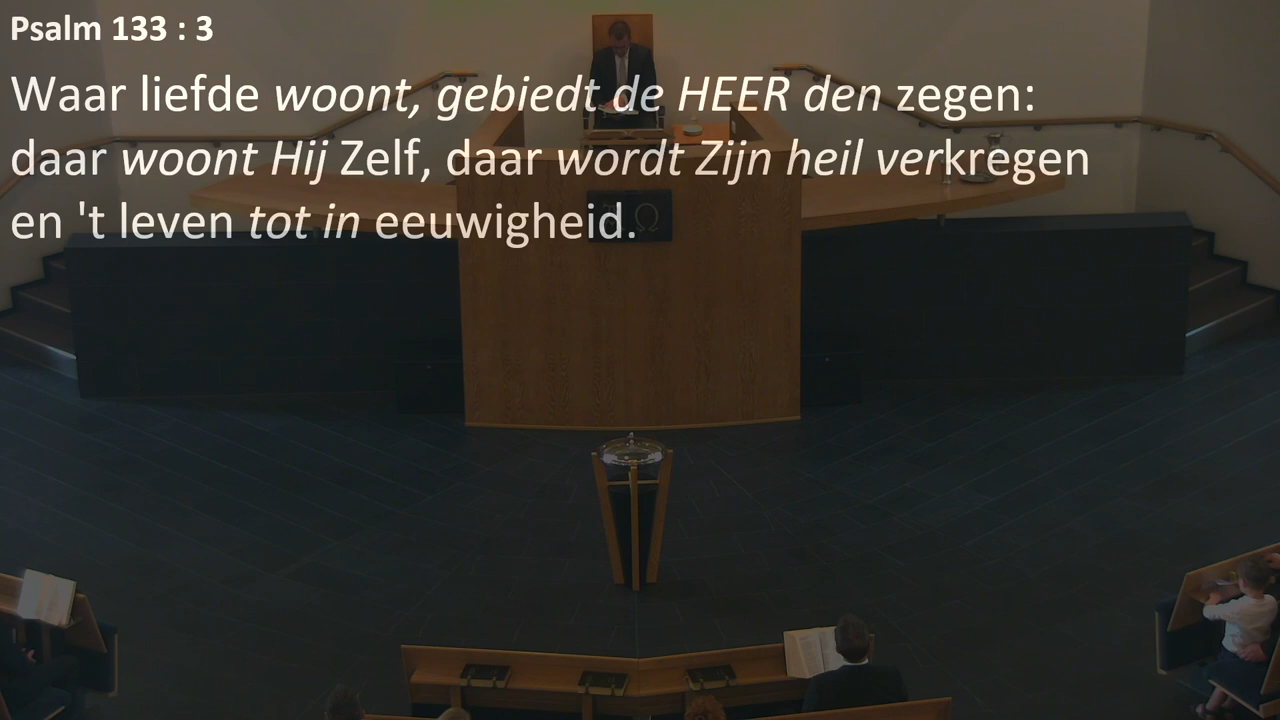 Psalm 133 : 3
Waar liefde woont, gebiedt de HEER den zegen:
daar woont Hij Zelf, daar wordt Zijn heil verkregen
en 't leven tot in eeuwigheid.
Ω